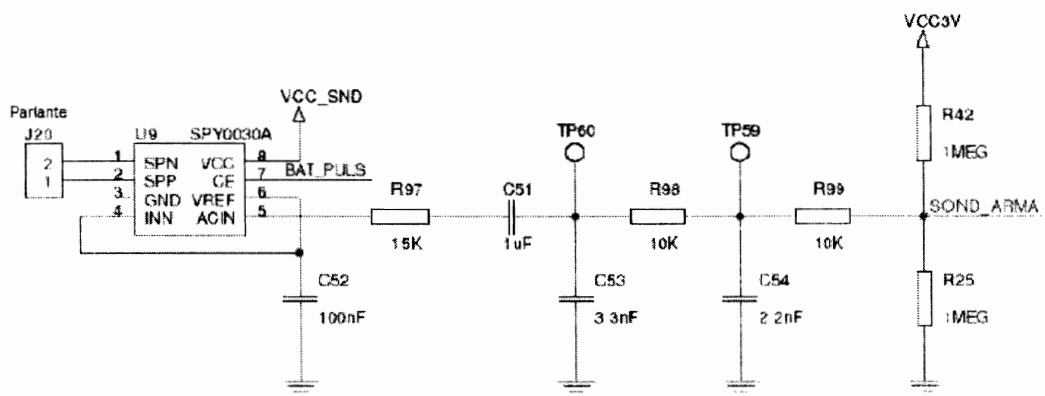 VCC3V
Parlante
J20
2
1
U9
SPY0030A
VCC_SND
1
2
3
4
SPN
SPP
GND
INN
VCC
CE
VREF
ACIN
8
7
6
5
BAT_PULS
R97
15K
C51
1uF
TP60
R98
10K
TP59
R99
10K
R42
1MEG
SOND_ARMA
C52
100nF
C53
3.3nF
C54
2.2nF
R25
1MEG